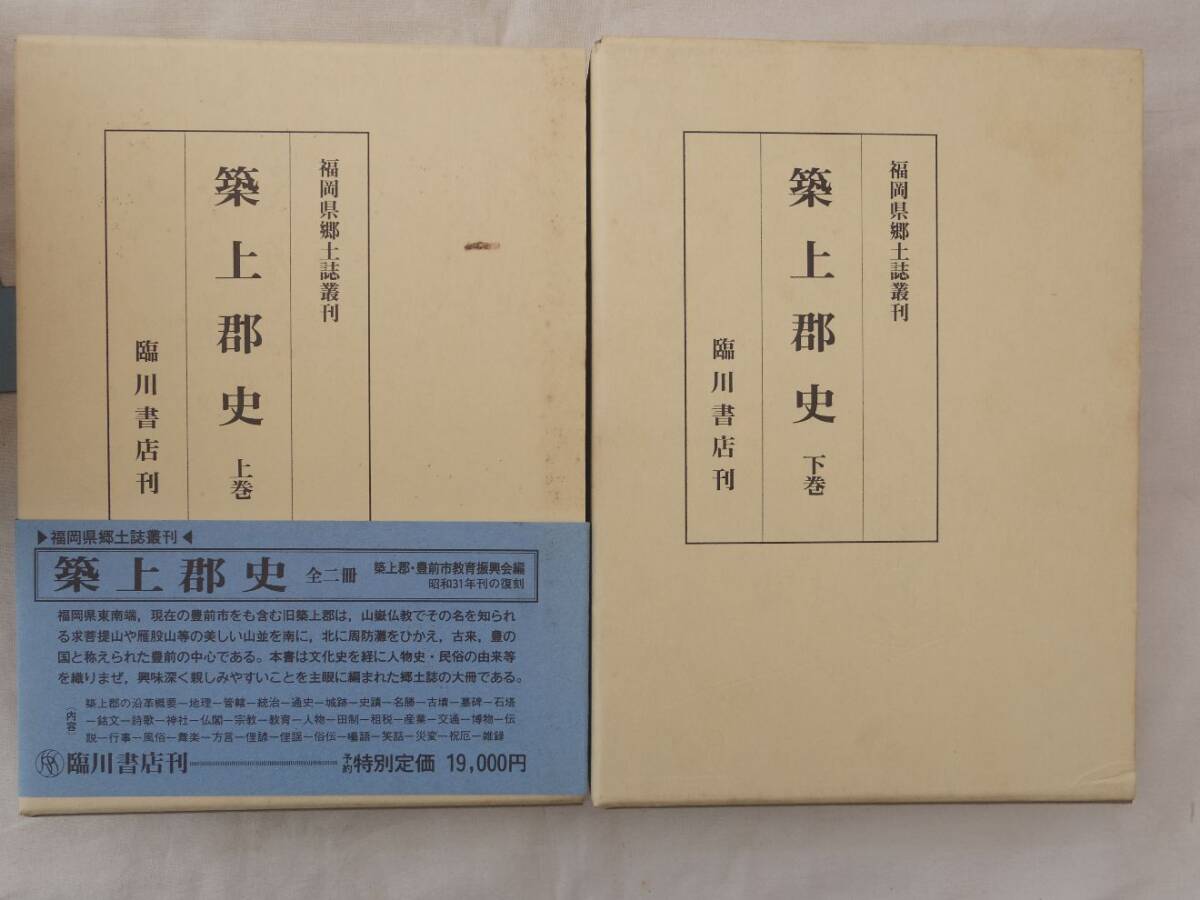 福岡県郷土誌叢刊
築上郡史 上巻
臨川書店刊
▶福岡県郷土誌叢刊◀
築上郡史 全二冊
築上郡・豊前市教育振興会編
昭和31年刊の復刻
福岡県東南端，現在の豊前市をも含む旧築上郡は，山嶽仏教でその名を知られ
る求菩提山や雁股山等の美しい山並を南に，北に周防灘をひかえ，古来，豊の
国と称えられた豊前の中心である。本書は文化史を経に人物史・民俗の由来等
を織りまぜ，興味深く親しみやすいことを主眼に編まれた郷土誌の大冊である。
〈内容〉
築上郡の沿革概要―地理―管轄―統治―通史―城跡―史蹟―名勝―古墳―墓碑―石塔
―銘文―詩歌―神社―仏閣―宗教―教育―人物―田制―租税―産業―交通―博物―伝
説―行事―風俗―舞楽―方言―俚諺―俚謡―俗伝―囃語―笑話―災変―祝厄―雑録
臨川書店刊 予約特別定価 19,000円
福岡県郷土誌叢刊
築上郡史 下巻
臨川書店刊